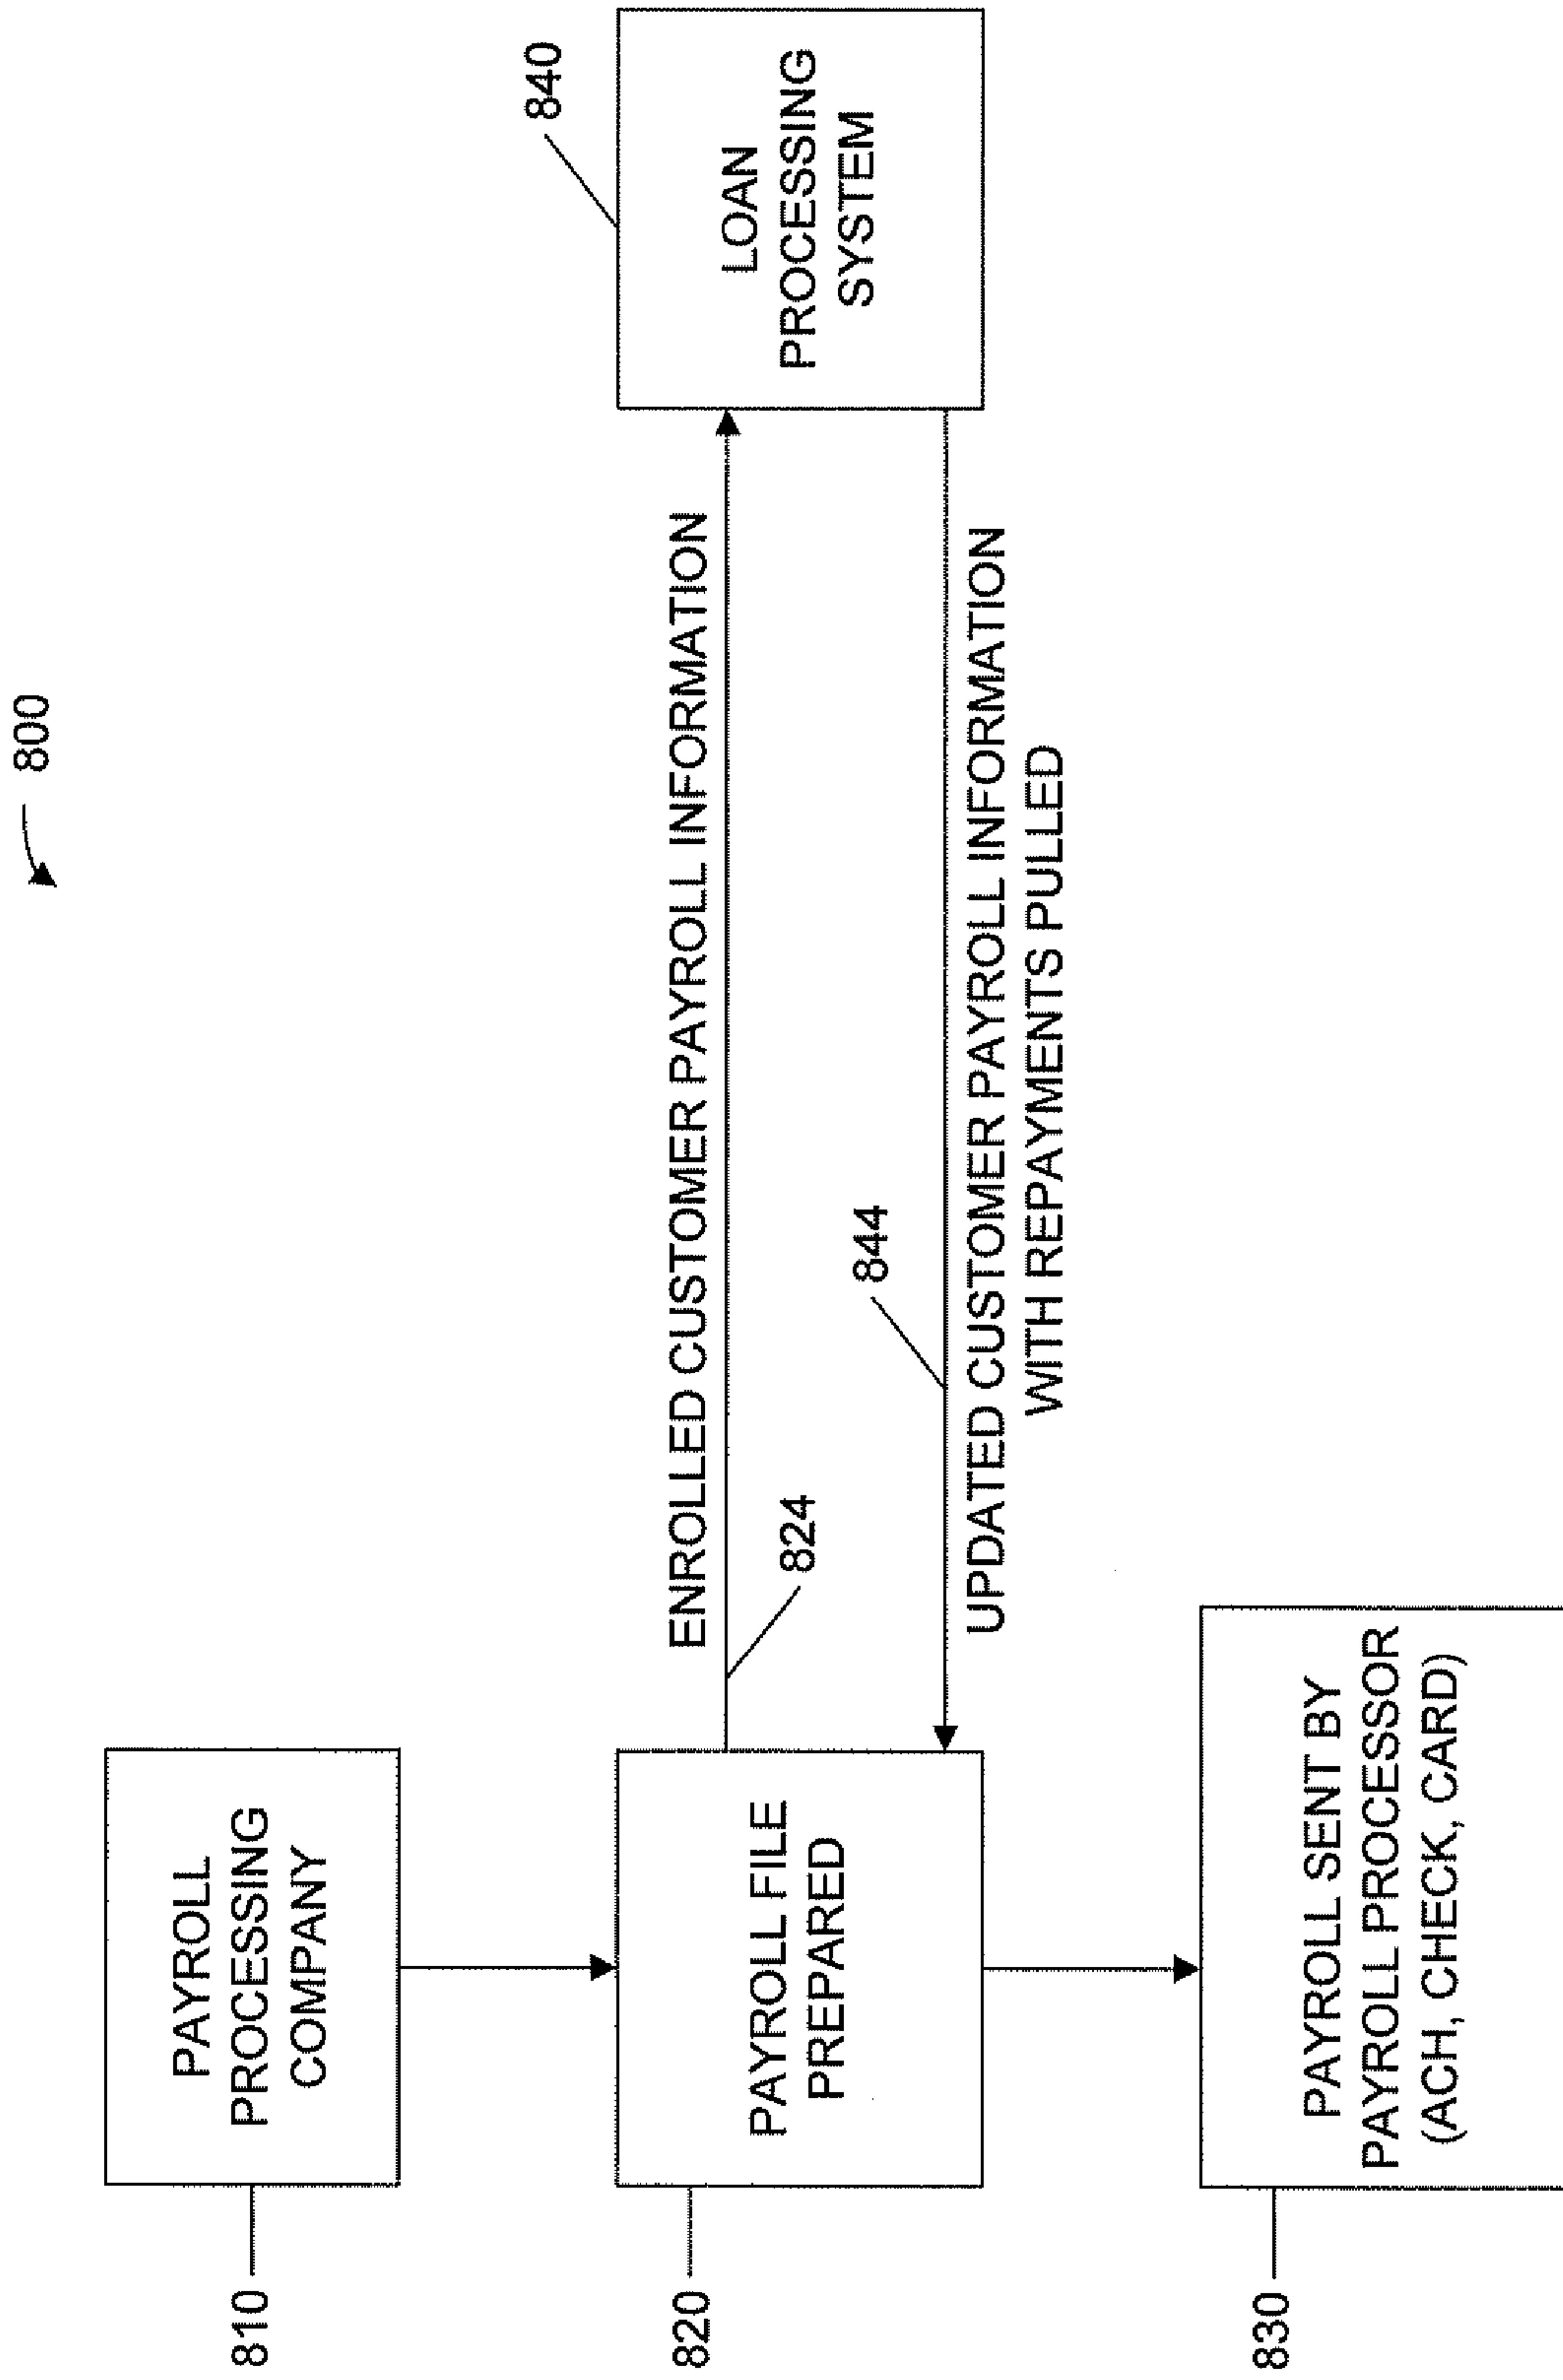 800
810
PAYROLL
PROCESSING
COMPANY
820
PAYROLL FILE
PREPARED
824
ENROLLED CUSTOMER PAYROLL INFORMATION
840
LOAN
PROCESSING
SYSTEM
844
UPDATED CUSTOMER PAYROLL INFORMATION
WITH REPAYMENTS PULLED
830
PAYROLL SENT BY
PAYROLL PROCESSOR
(ACH, CHECK, CARD)